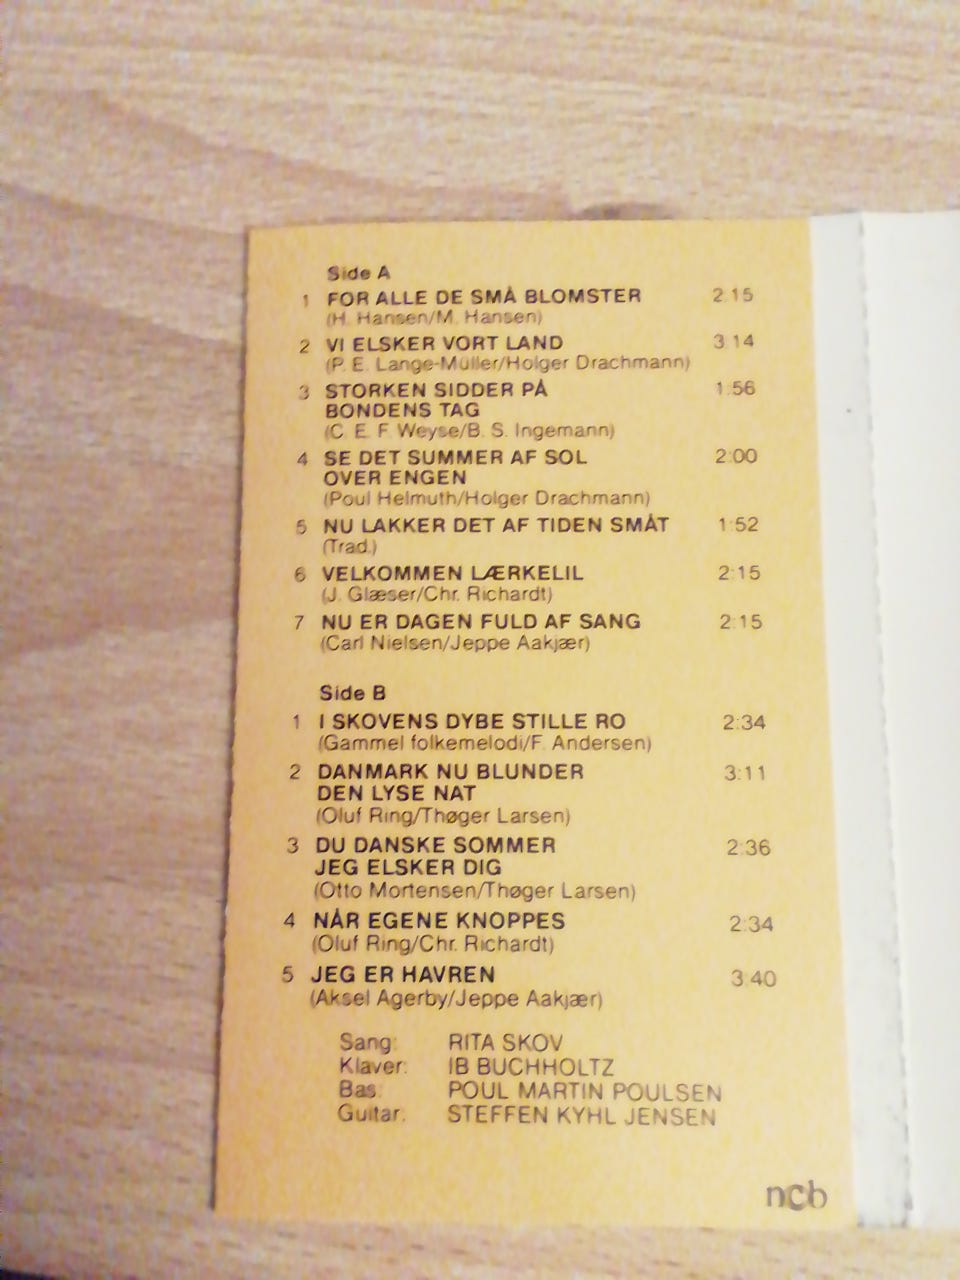 Side A
1 FOR ALLE DE SMÅ BLOMSTER 2:15
(H. Hansen/M. Hansen)
2 VI ELSKER VORT LAND 3:14
(P. E. Lange-Müller/Holger Drachmann)
3 STORKEN SIDDER PÅ 1:56
BONDENS TAG
(C. E. F. Weyse/B. S. Ingemann)
4 SE DET SUMMER AF SOL 2:00
OVER ENGEN
(Poul Helmuth/Holger Drachmann)
5 NU LAKKER DET AF TIDEN SMÅT 1:52
(Trad.)
6 VELKOMMEN LÆRKELIL 2:15
(J. Glæser/Chr. Richardt)
7 NU ER DAGEN FULD AF SANG 2:15
(Carl Nielsen/Jeppe Aakjær)
Side B
1 I SKOVENS DYBE STILLE RO 2:34
(Gammel folkemelodi/F. Andersen)
2 DANMARK NU BLUNDER 3:11
DEN LYSE NAT
(Oluf Ring/Thøger Larsen)
3 DU DANSKE SOMMER 2:36
JEG ELSKER DIG
(Otto Mortensen/Thøger Larsen)
4 NÅR EGENE KNOPPES 2:34
(Oluf Ring/Chr. Richardt)
5 JEG ER HAVREN 3:40
(Aksel Agerby/Jeppe Aakjær)
Sang: RITA SKOV
Klaver: IB BUCHHOLTZ
Bas: POUL MARTIN POULSEN
Guitar: STEFFEN KYHL JENSEN
ncb